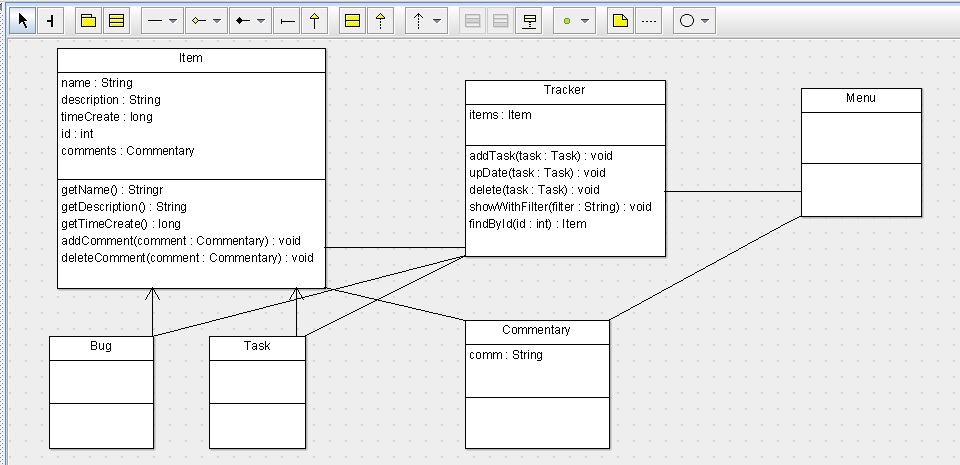 Item
name : String
description : String
timeCreate : long
id : int
comments : Commentary
getName() : Stringr
getDescription() : String
getTimeCreate() : long
addComment(comment : Commentary) : void
deleteComment(comment : Commentary) : void
Tracker
items : Item
addTask(task : Task) : void
upDate(task : Task) : void
delete(task : Task) : void
showWithFilter(filter : String) : void
findById(id : int) : Item
Menu
Bug
Task
Commentary
comm : String